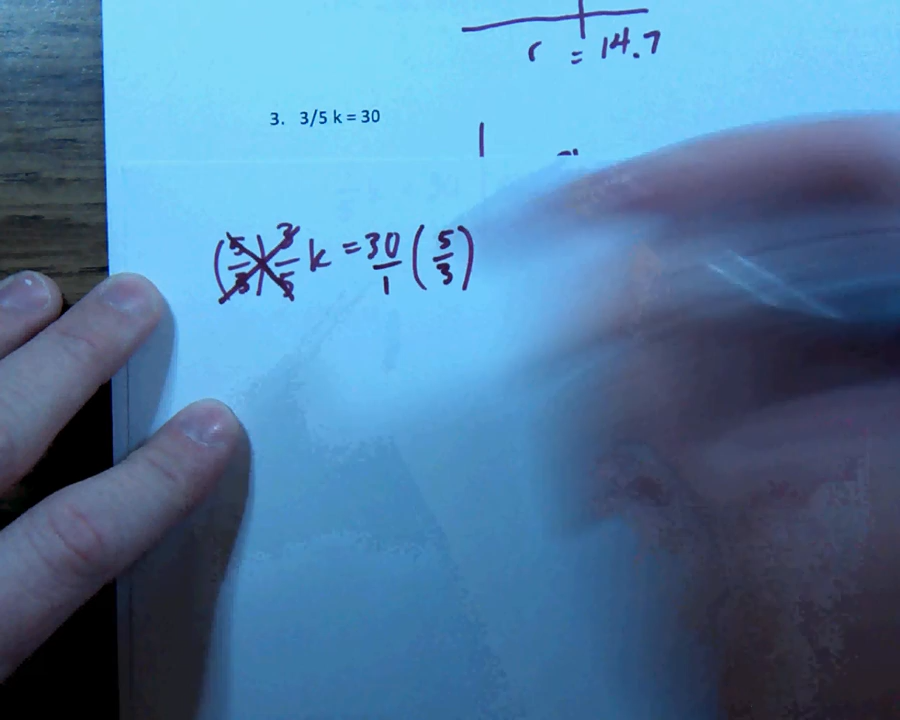 r = 14.7
3. 3/5 k = 30
(5/3) 3/5 k = 30/1 (5/3)